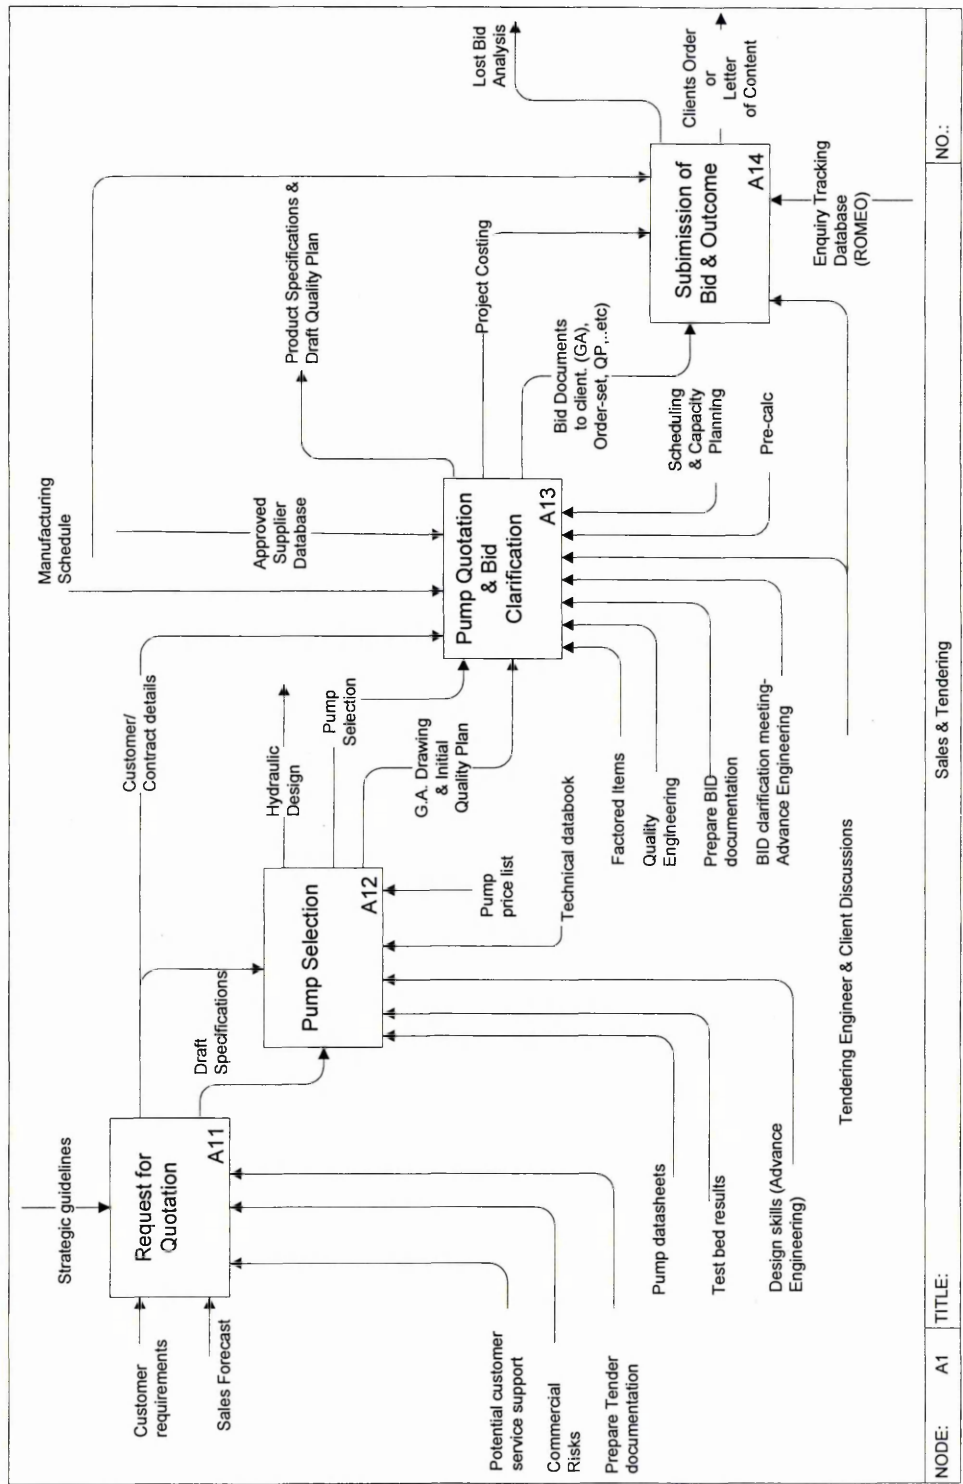 Strategic guidelines
Customer
requirements
Sales Forecast
Request for
Quotation
A11
Potential customer
service support
Commercial
Risks
Prepare Tender
documentation
Customer/
Contract details
Draft
Specifications
Pump Selection
A12
Hydraulic
Design
Pump
Selection
G.A. Drawing
& Initial
Quality Plan
Pump
price list
Technical databook
Pump datasheets
Test bed results
Design skills (Advance
Engineering)
Manufacturing
Schedule
Approved
Supplier
Database
Pump Quotation
& Bid
Clarification
A13
Product Specifications &
Draft Quality Plan
Project Costing
Bid Documents
to client. (GA),
Order-set, QP,..etc)
Scheduling
& Capacity
Planning
Pre-calc
Factored Items
Quality
Engineering
Prepare BID
documentation
BID clarification meeting-
Advance Engineering
Tendering Engineer & Client Discussions
Lost Bid
Analysis
Clients Order
or
Letter
of Content
Subimission of
Bid & Outcome
A14
Enquiry Tracking
Database
(ROMEO)
NODE: A1 TITLE: Sales & Tendering NO.: